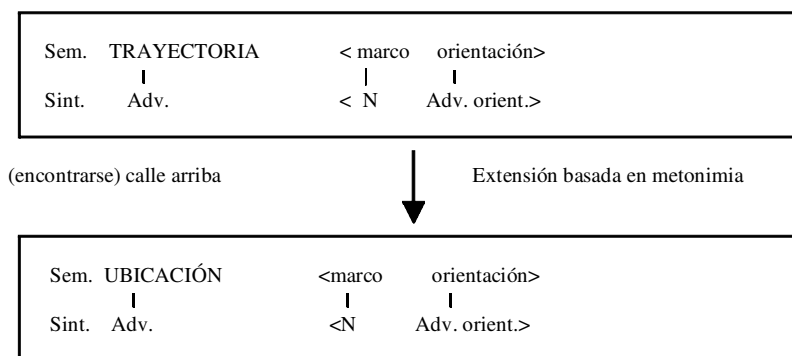 Sem. TRAYECTORIA < marco orientación>
Sint. Adv. < N Adv. orient.>
(encontrarse) calle arriba Extensión basada en metonimia
Sem. UBICACIÓN <marco orientación>
Sint. Adv. <N Adv. orient.>